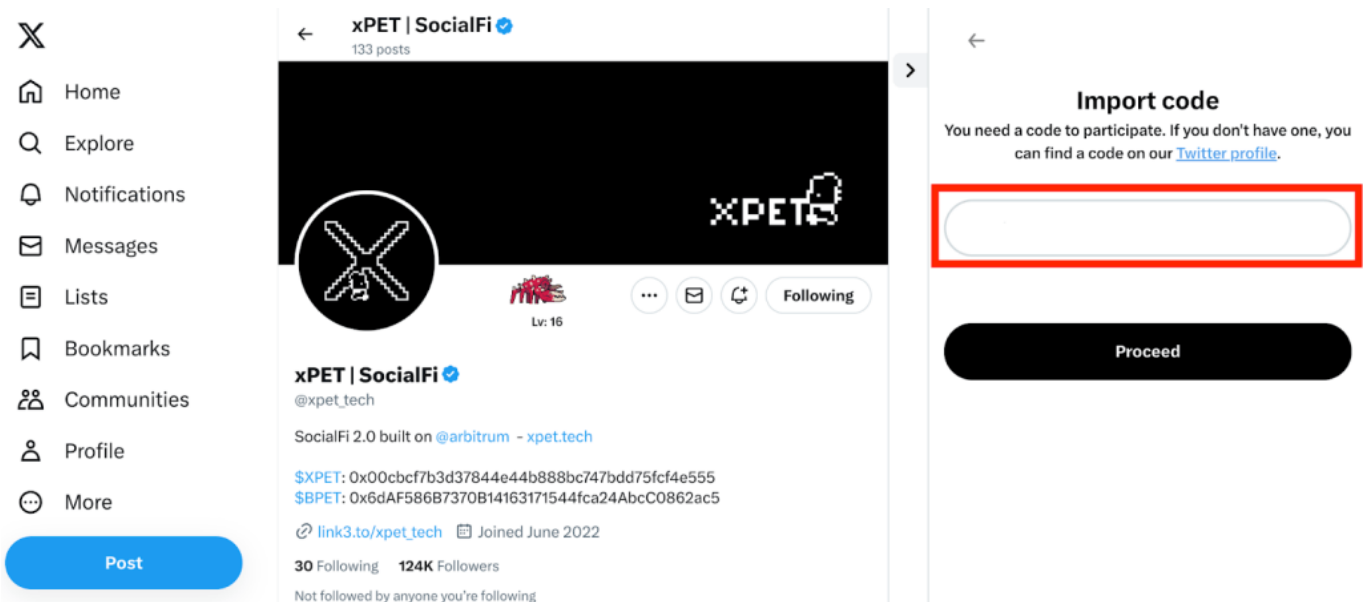 X
Home
Explore
Notifications
Messages
Lists
Bookmarks
Communities
Profile
More
Post
xPET | SocialFi
133 posts
XPET
Lv: 16
Following
xPET | SocialFi
@xpet_tech
SocialFi 2.0 built on @arbitrum - xpet.tech
$XPET: 0x00cbcf7b3d37844e44b888bc747bdd75fcf4e555
$BPET: 0x6dAF586B7370B14163171544fca24AbcC0862ac5
link3.to/xpet_tech Joined June 2022
30 Following 124K Followers
Not followed by anyone you're following
Import code
You need a code to participate. If you don't have one, you
can find a code on our Twitter profile.
Proceed